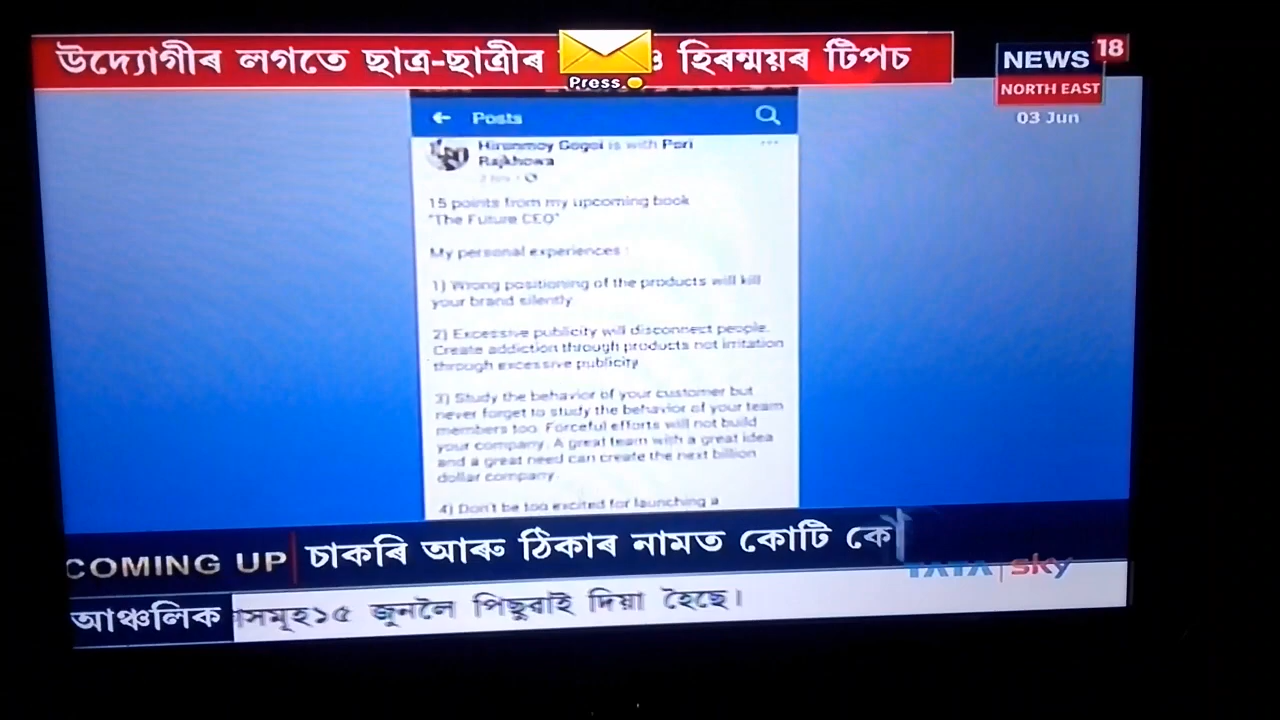 উদ্যোগীৰ লগতে ছাত্ৰ-ছাত্ৰীৰ ও হিৰন্ময়ৰ টিপচ
Press
NEWS 18
NORTH EAST
03 Jun
Posts
Hiranmoy Gogoi is with Pari
Rajkhowa
15 points from my upcoming book
"The Future CEO"
My personal experiences :
1) Wrong positioning of the products will kill
your brand silently
2) Excessive publicity will disconnect people.
Create addiction through products not irritation
through excessive publicity
3) Study the behavior of your customer but
never forget to study the behavior of your team
members too. Forceful efforts will not build
your company. A great team with a great idea
and a great need can create the next billion
dollar company.
4) Don't be too excited for launching a
COMING UP চাকৰি আৰু ঠিকাৰ নামত কোটি
TATA sky
আঞ্চলিক সমূহ ১৫ জুনলৈ পিছুৱাই দিয়া হৈছে।